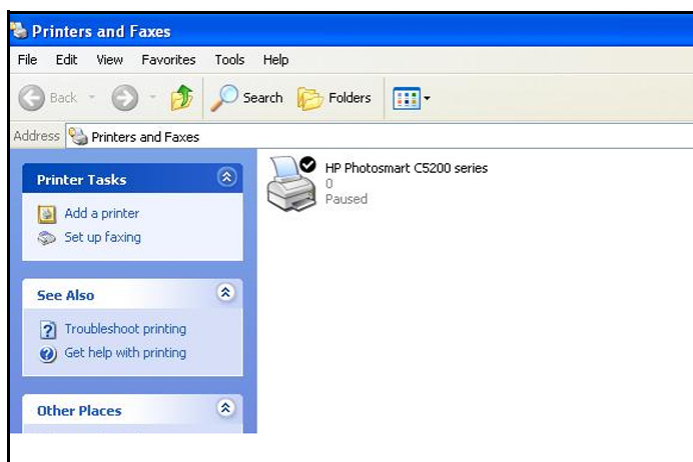 Printers and Faxes
File Edit View Favorites Tools Help
Back Search Folders
Address Printers and Faxes
Printer Tasks
Add a printer
Set up faxing
See Also
Troubleshoot printing
Get help with printing
Other Places
HP Photosmart C5200 series
0
Paused